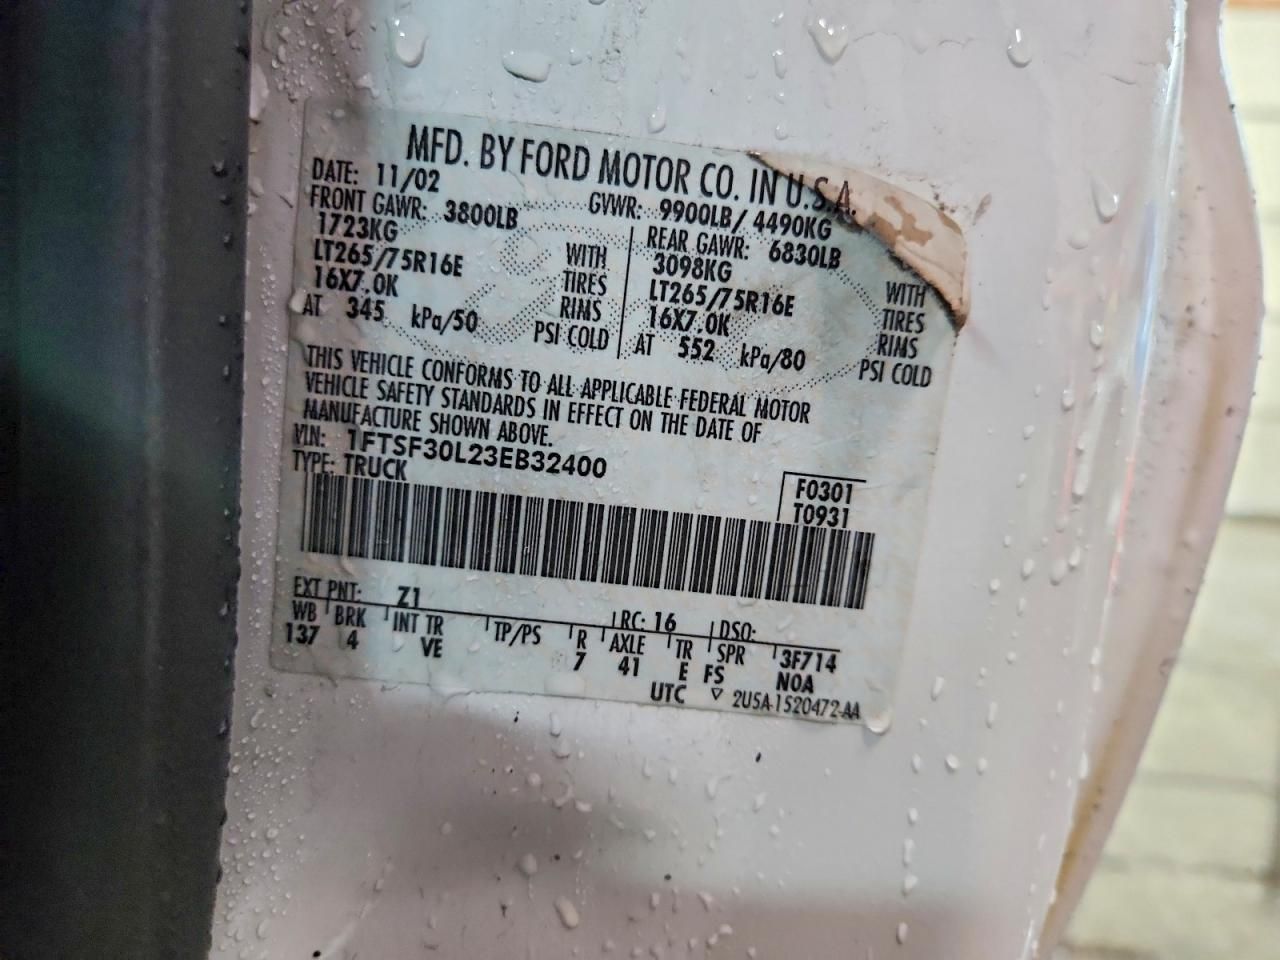 MFD. BY FORD MOTOR CO. IN U.S.A.
DATE: 11/02 GVWR: 9900LB/ 4490KG
FRONT GAWR: 3800LB REAR GAWR: 6830LB
1723KG WITH 3098KG WITH
LT265/75R16E TIRES LT265/75R16E TIRES
16X7.0K RIMS 16X7.0K RIMS
AT 345 kPa/50 PSI COLD AT 552 kPa/80 PSI COLD
THIS VEHICLE CONFORMS TO ALL APPLICABLE FEDERAL MOTOR
VEHICLE SAFETY STANDARDS IN EFFECT ON THE DATE OF
MANUFACTURE SHOWN ABOVE.
VIN: 1FTSF30L23EB32400
TYPE: TRUCK
F0301
T0931
EXT PNT: Z1 RC: 16 DSO:
WB BRK INT TR TP/PS R AXLE TR SPR 3F714
137 4 VE 7 41 E FS N0A
UTC ▽ 2U5A-1520472-AA